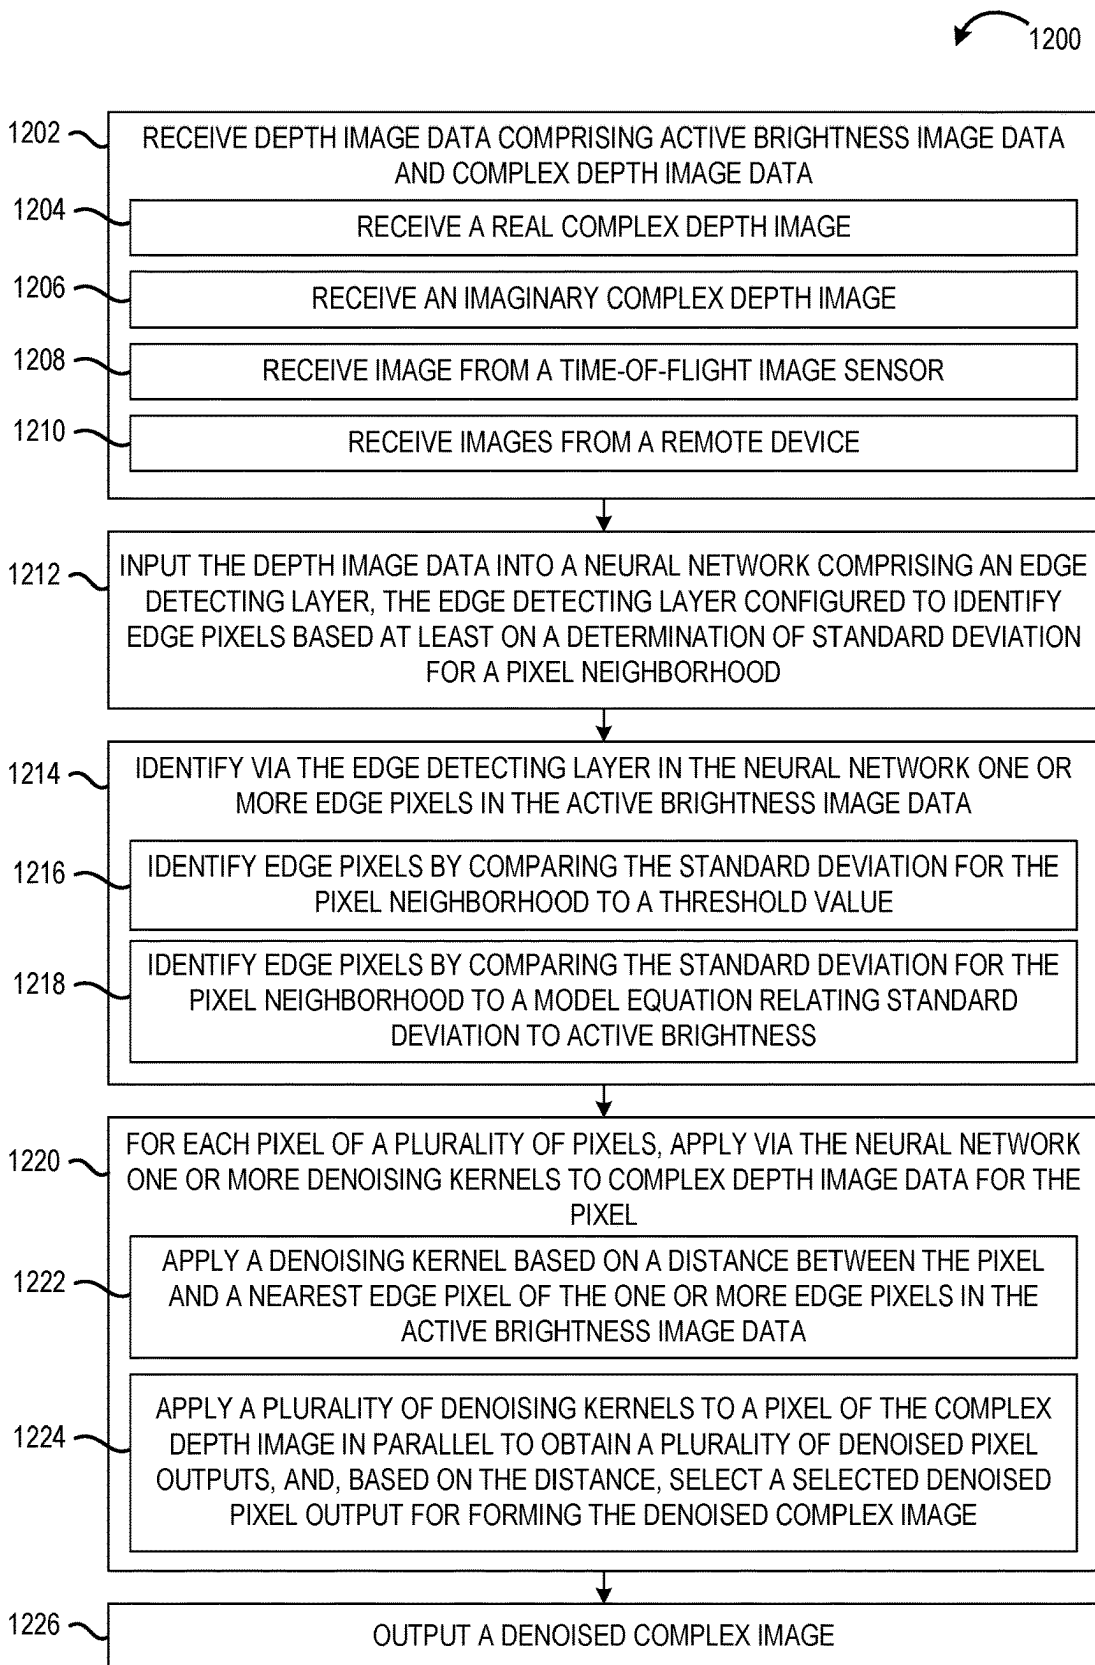 1200
1202
RECEIVE DEPTH IMAGE DATA COMPRISING ACTIVE BRIGHTNESS IMAGE DATA
AND COMPLEX DEPTH IMAGE DATA
1204
RECEIVE A REAL COMPLEX DEPTH IMAGE
1206
RECEIVE AN IMAGINARY COMPLEX DEPTH IMAGE
1208
RECEIVE IMAGE FROM A TIME-OF-FLIGHT IMAGE SENSOR
1210
RECEIVE IMAGES FROM A REMOTE DEVICE
1212
INPUT THE DEPTH IMAGE DATA INTO A NEURAL NETWORK COMPRISING AN EDGE
DETECTING LAYER, THE EDGE DETECTING LAYER CONFIGURED TO IDENTIFY
EDGE PIXELS BASED AT LEAST ON A DETERMINATION OF STANDARD DEVIATION
FOR A PIXEL NEIGHBORHOOD
1214
IDENTIFY VIA THE EDGE DETECTING LAYER IN THE NEURAL NETWORK ONE OR
MORE EDGE PIXELS IN THE ACTIVE BRIGHTNESS IMAGE DATA
1216
IDENTIFY EDGE PIXELS BY COMPARING THE STANDARD DEVIATION FOR THE
PIXEL NEIGHBORHOOD TO A THRESHOLD VALUE
1218
IDENTIFY EDGE PIXELS BY COMPARING THE STANDARD DEVIATION FOR THE
PIXEL NEIGHBORHOOD TO A MODEL EQUATION RELATING STANDARD
DEVIATION TO ACTIVE BRIGHTNESS
1220
FOR EACH PIXEL OF A PLURALITY OF PIXELS, APPLY VIA THE NEURAL NETWORK
ONE OR MORE DENOISING KERNELS TO COMPLEX DEPTH IMAGE DATA FOR THE
PIXEL
1222
APPLY A DENOISING KERNEL BASED ON A DISTANCE BETWEEN THE PIXEL
AND A NEAREST EDGE PIXEL OF THE ONE OR MORE EDGE PIXELS IN THE
ACTIVE BRIGHTNESS IMAGE DATA
1224
APPLY A PLURALITY OF DENOISING KERNELS TO A PIXEL OF THE COMPLEX
DEPTH IMAGE IN PARALLEL TO OBTAIN A PLURALITY OF DENOISED PIXEL
OUTPUTS, AND, BASED ON THE DISTANCE, SELECT A SELECTED DENOISED
PIXEL OUTPUT FOR FORMING THE DENOISED COMPLEX IMAGE
1226
OUTPUT A DENOISED COMPLEX IMAGE